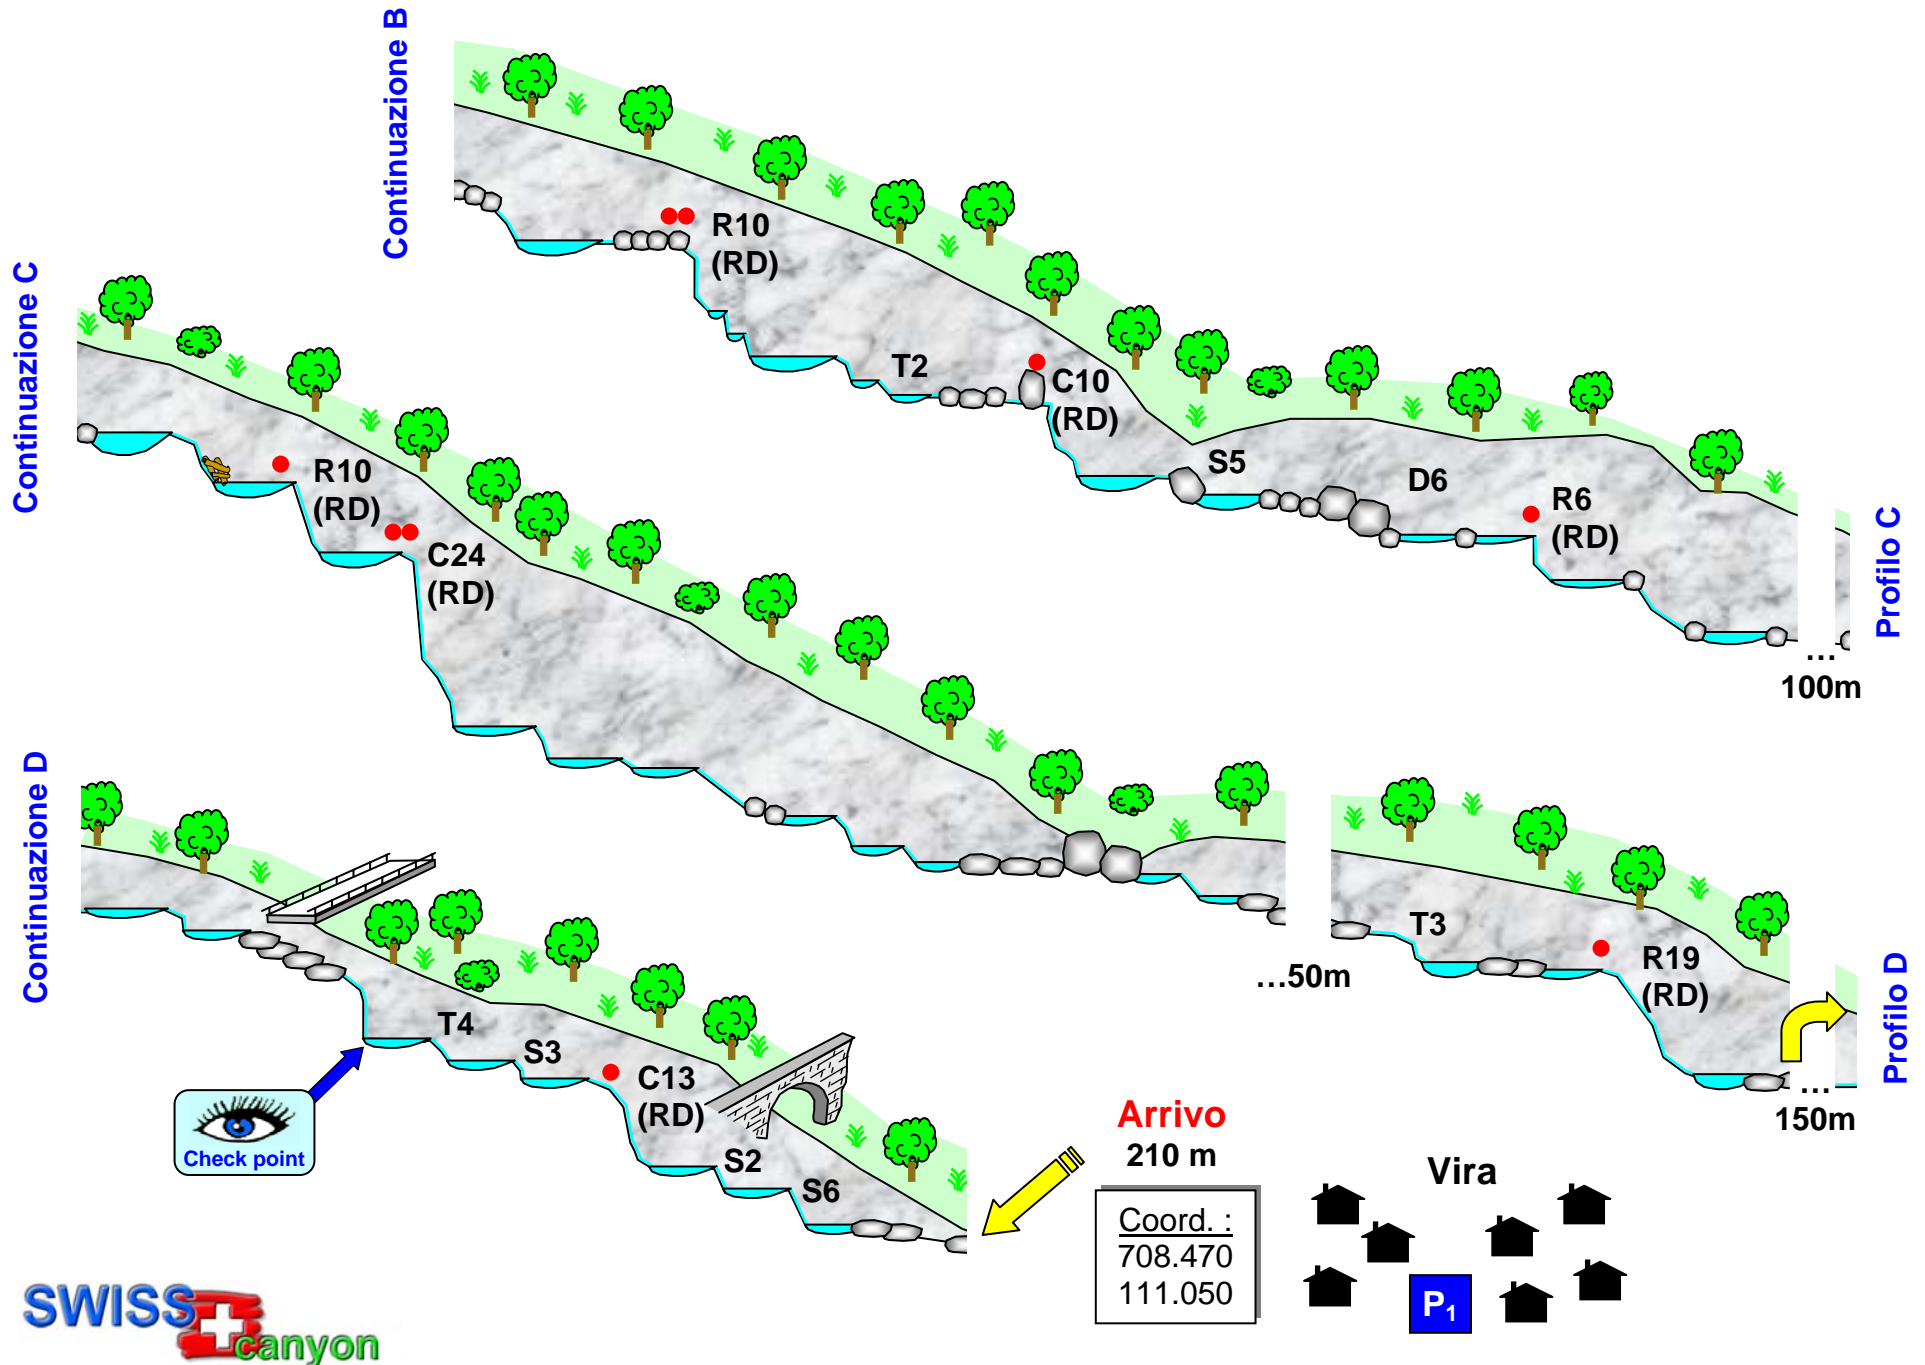 Continuazione B
R10
(RD)
T2
C10
(RD)
S5
D6
R6
(RD)
Profilo C
...
100m
Continuazione C
R10
(RD)
C24
(RD)
...50m
T3
R19
(RD)
Profilo D
...
150m
Continuazione D
T4
S3
C13
(RD)
S2
S6
Check point
Arrivo
210 m
Coord. :
708.470
111.050
Vira
P1
SWISS
canyon